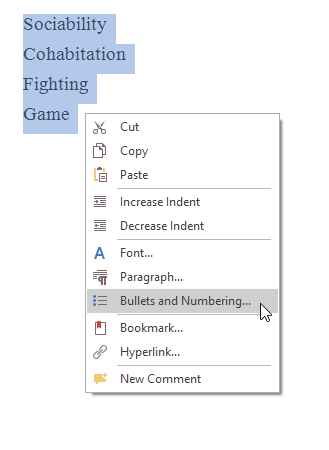 Sociability
Cohabitation
Fighting
Game
Cut
Copy
Paste
Increase Indent
Decrease Indent
Font...
Paragraph...
Bullets and Numbering...
Bookmark...
Hyperlink...
New Comment